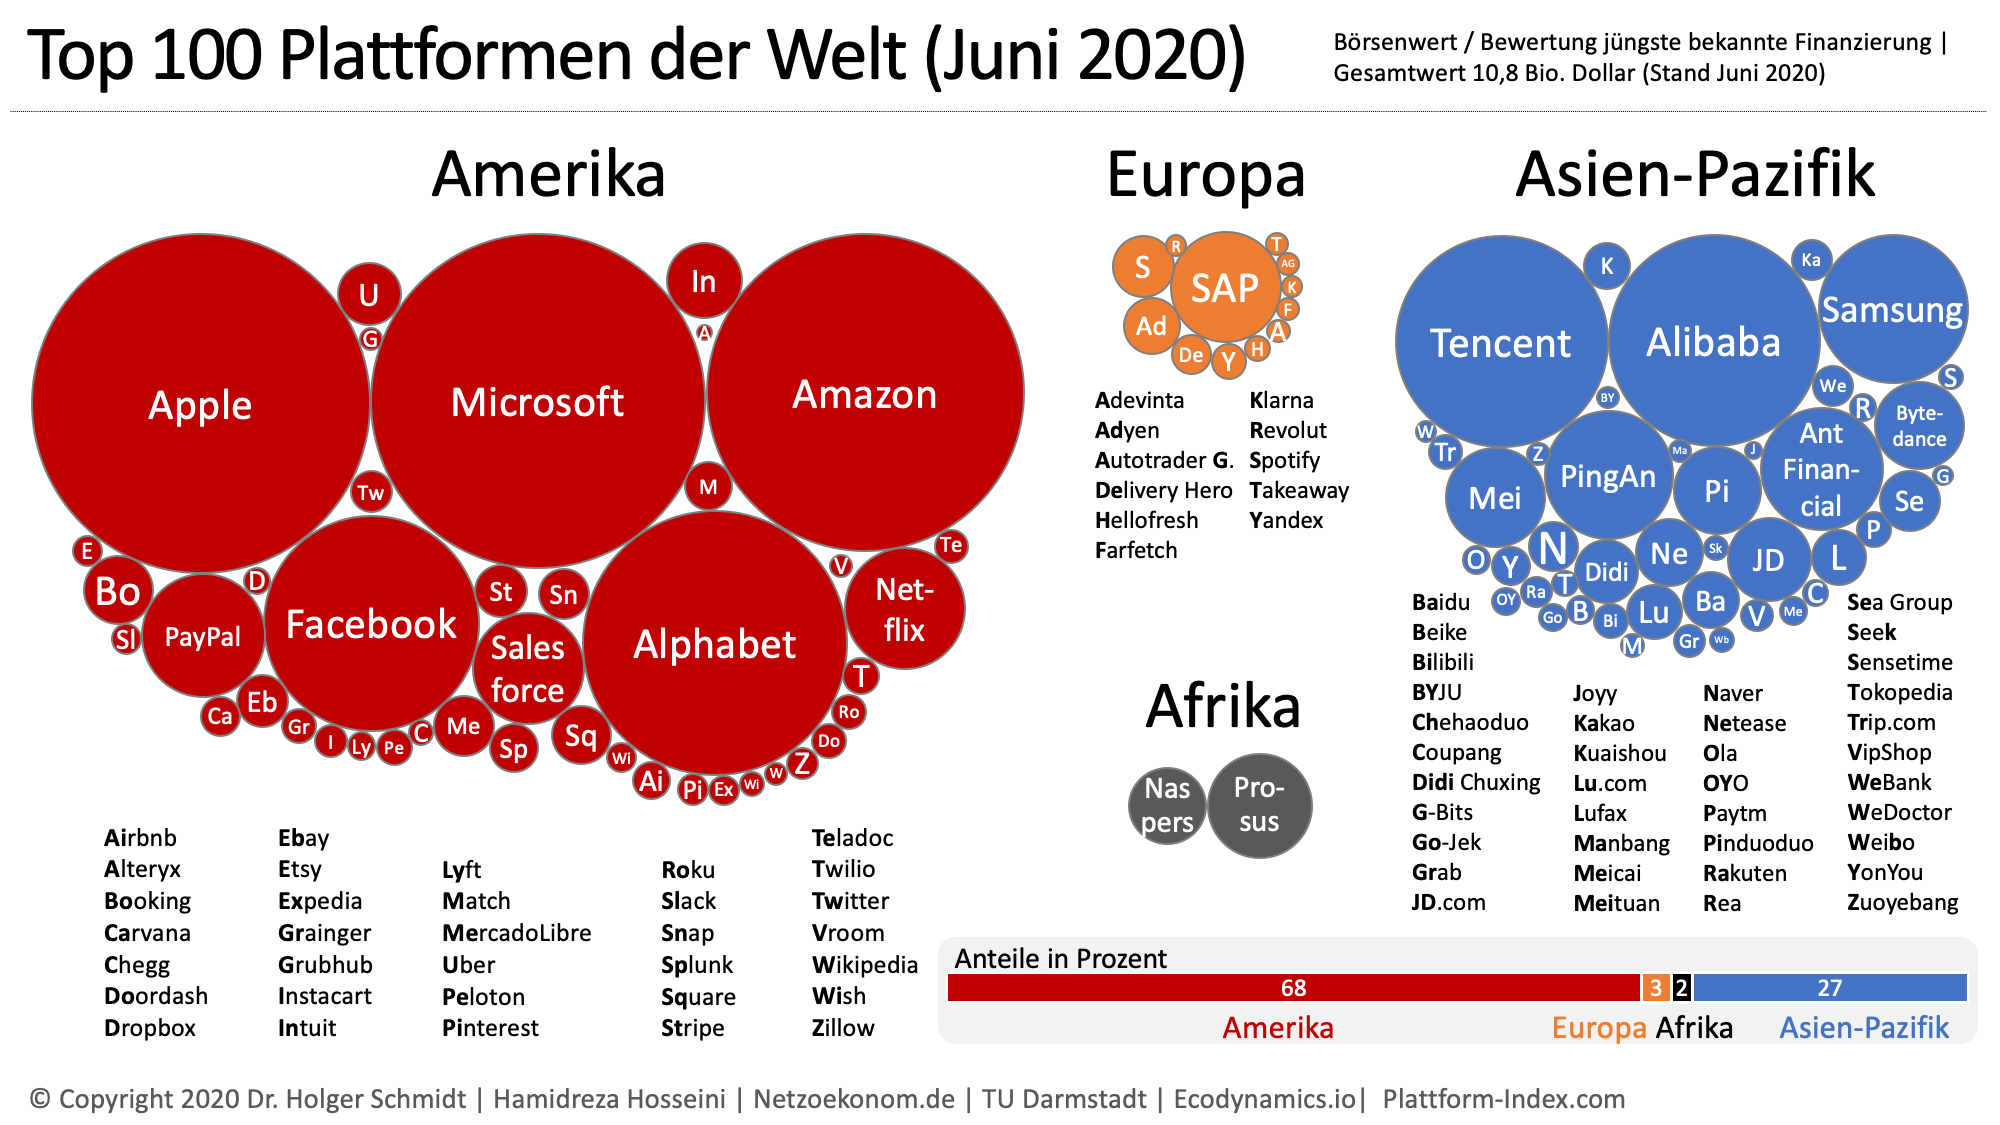 Top 100 Plattformen der Welt (Juni 2020)
Börsenwert / Bewertung jüngste bekannte Finanzierung |
Gesamtwert 10,8 Bio. Dollar (Stand Juni 2020)
Amerika
Apple
U
G
Microsoft
In
A
Amazon
Tw
M
E
Bo
Sl
D
PayPal
Facebook
St
Sn
Sales
force
Alphabet
V
Te
Net-
flix
Ca
Eb
Gr
I
Ly
Pe
C
Me
Sp
Sq
Wi
Ai
Pi
Ex
Wi
W
Z
Do
Ro
T
Airbnb
Alteryx
Booking
Carvana
Chegg
Doordash
Dropbox
Ebay
Etsy
Expedia
Grainger
Grubhub
Instacart
Intuit
Lyft
Match
MercadoLibre
Uber
Peloton
Pinterest
Roku
Slack
Snap
Splunk
Square
Stripe
Teladoc
Twilio
Twitter
Vroom
Wikipedia
Wish
Zillow
Europa
S
R
SAP
T
AG
K
F
A
H
Y
De
Ad
Adevinta
Adyen
Autotrader G.
Delivery Hero
Hellofresh
Farfetch
Klarna
Revolut
Spotify
Takeaway
Yandex
Afrika
Nas
pers
Pro-
sus
Asien-Pazifik
Tencent
K
BY
Alibaba
Ka
Samsung
We
S
R
Byte-
dance
G
W
Tr
Z
Mei
PingAn
Ma
J
Pi
Ant
Finan-
cial
Se
P
O
Y
N
Didi
Ne
Sk
JD
L
OY
Ra
T
Go
B
Bi
Lu
M
Ba
Gr
Wb
V
Me
C
Baidu
Beike
Bilibili
BYJU
Chehaoduo
Coupang
Didi Chuxing
G-Bits
Go-Jek
Grab
JD.com
Joyy
Kakao
Kuaishou
Lu.com
Lufax
Manbang
Meicai
Meituan
Naver
Netease
Ola
OYO
Paytm
Pinduoduo
Rakuten
Rea
Sea Group
Seek
Sensetime
Tokopedia
Trip.com
VipShop
WeBank
WeDoctor
Weibo
YonYou
Zuoyebang
Anteile in Prozent
68
3
2
27
Amerika
Europa
Afrika
Asien-Pazifik
© Copyright 2020 Dr. Holger Schmidt | Hamidreza Hosseini | Netzoekonom.de | TU Darmstadt | Ecodynamics.io| Plattform-Index.com